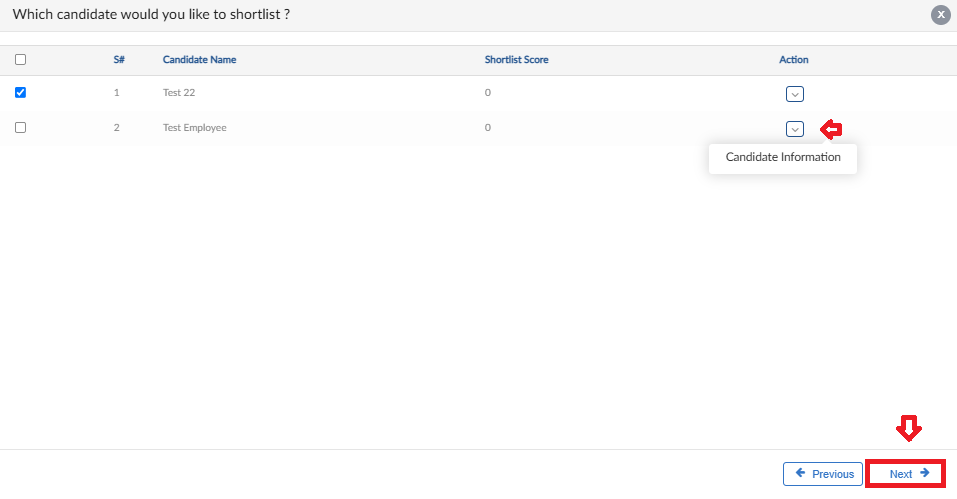 Which candidate would you like to shortlist ?
X
S# Candidate Name Shortlist Score Action
1 Test 22 0
2 Test Employee 0
Candidate Information
Previous Next